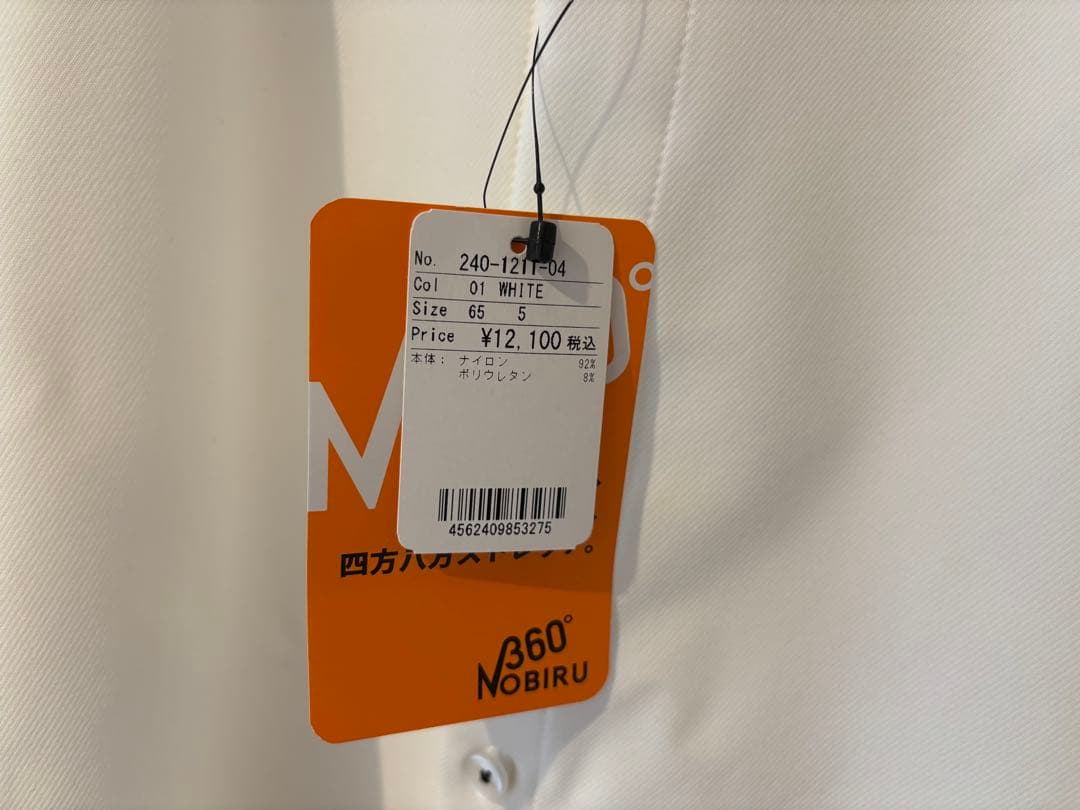 No. 240-1211-04
Col 01 WHITE
Size 65 5
Price ¥12,100 税込
本体： ナイロン 92%
ポリウレタン 8%
4562409853275
四方八方ストレッチ。
360°
NOBIRU